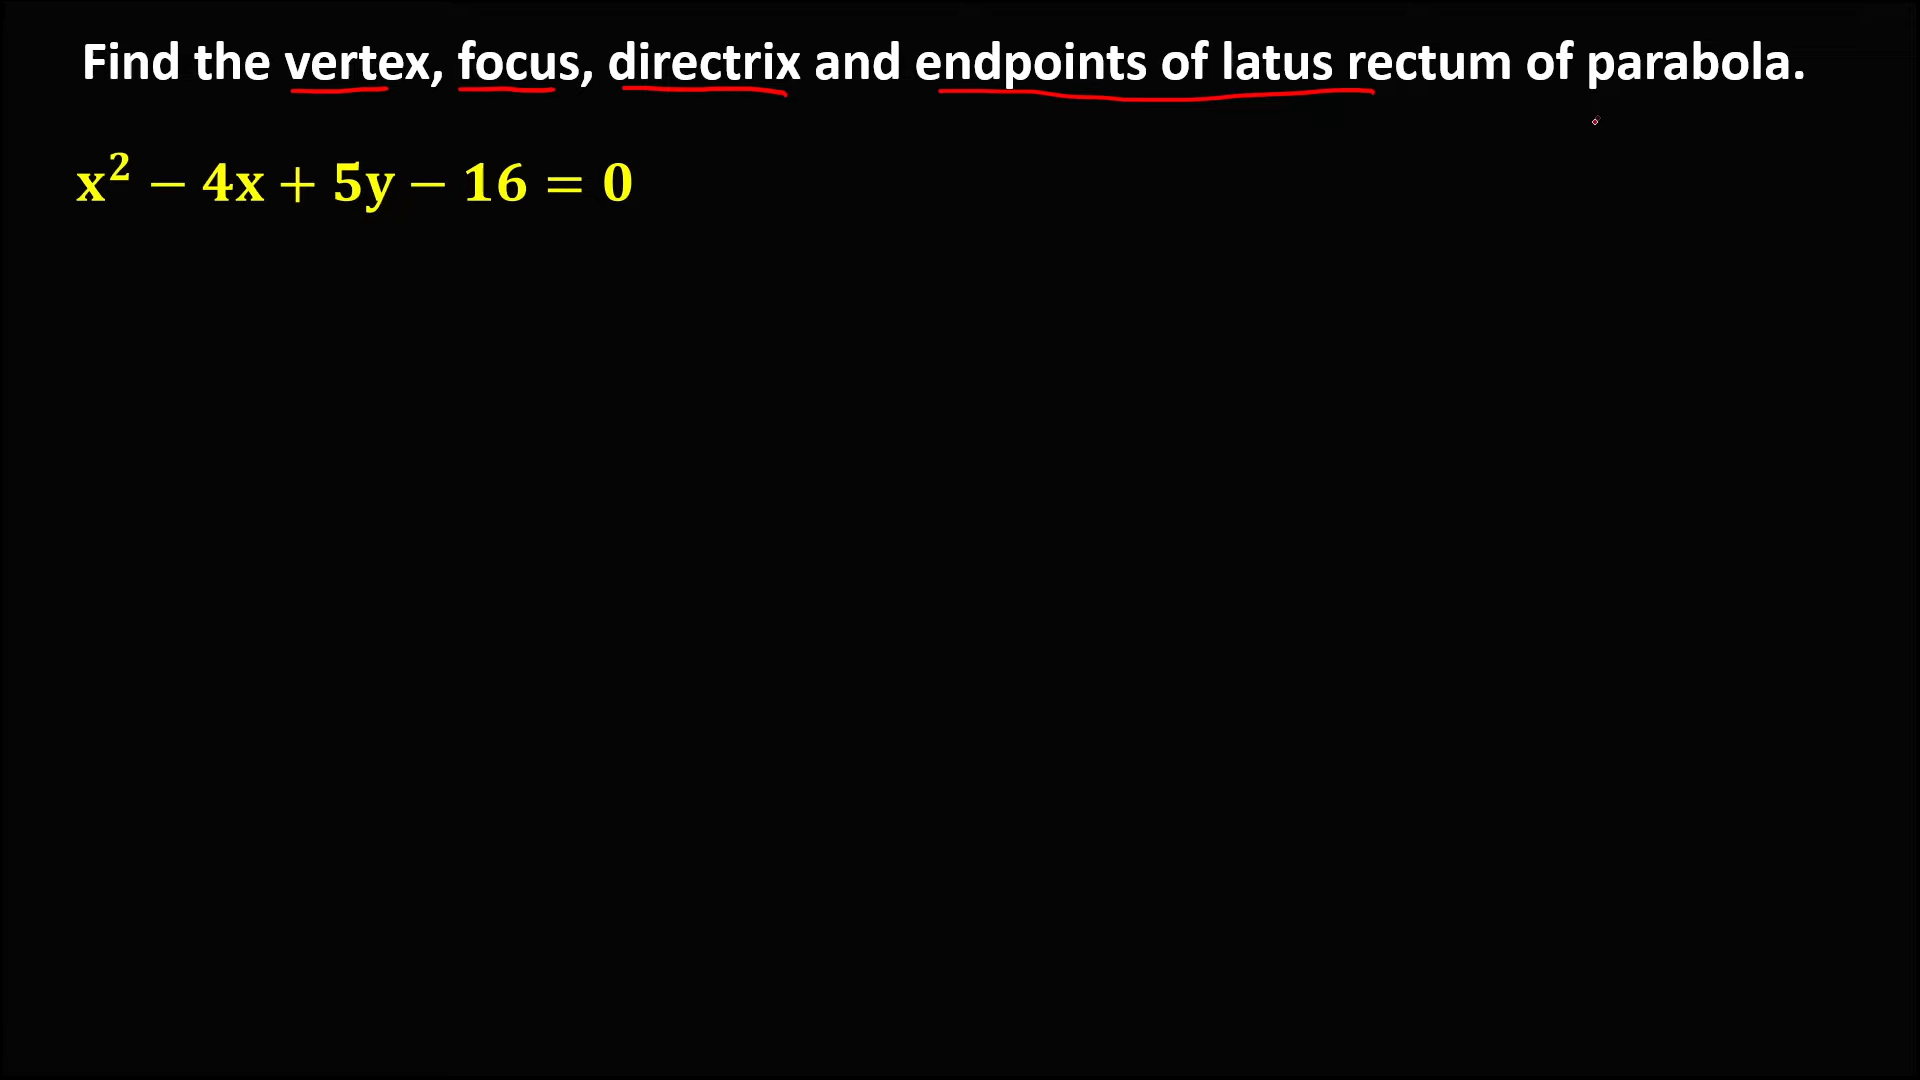 Find the vertex, focus, directrix and endpoints of latus rectum of parabola.
x² − 4x + 5y − 16 = 0